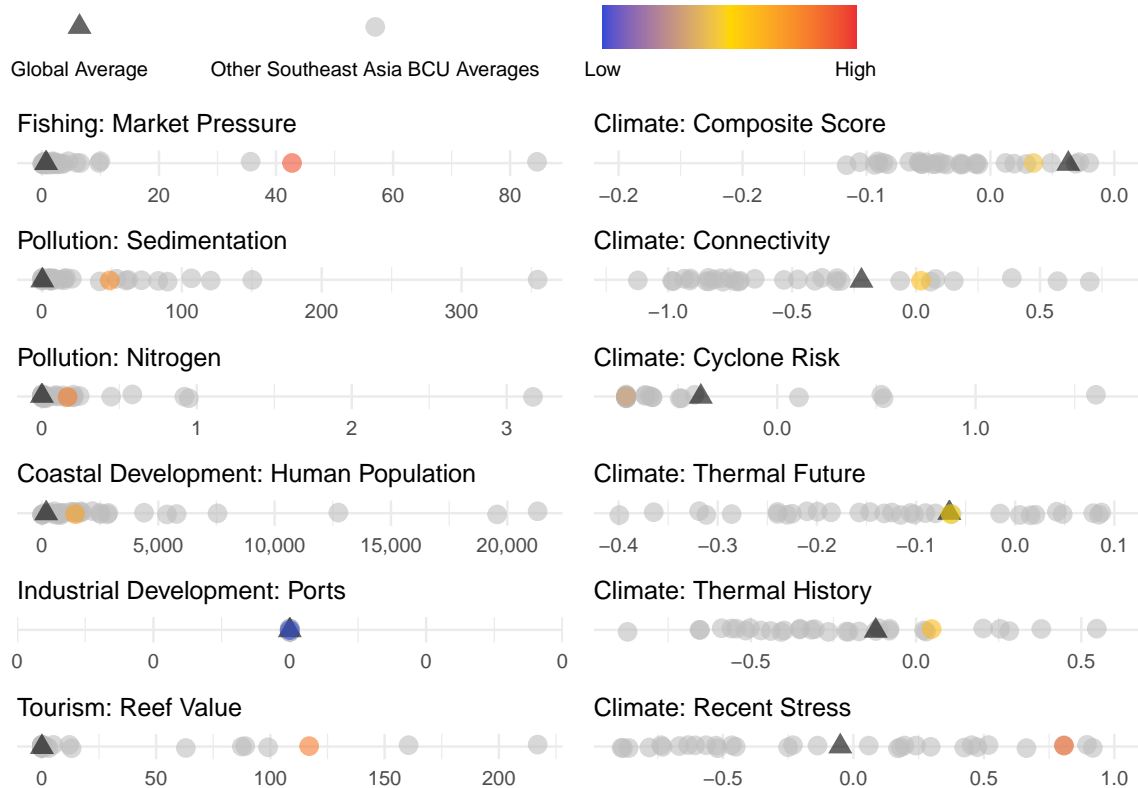 Global Average
Other Southeast Asia BCU Averages
Low
High
Fishing: Market Pressure
0 20 40 60 80
Climate: Composite Score
−0.2 −0.2 −0.1 0.0 0.0
Pollution: Sedimentation
0 100 200 300
Climate: Connectivity
−1.0 −0.5 0.0 0.5
Pollution: Nitrogen
0 1 2 3
Climate: Cyclone Risk
0.0 1.0
Coastal Development: Human Population
0 5,000 10,000 15,000 20,000
Climate: Thermal Future
−0.4 −0.3 −0.2 −0.1 0.0 0.1
Industrial Development: Ports
0 0 0 0 0
Climate: Thermal History
−0.5 0.0 0.5
Tourism: Reef Value
0 50 100 150 200
Climate: Recent Stress
−0.5 0.0 0.5 1.0